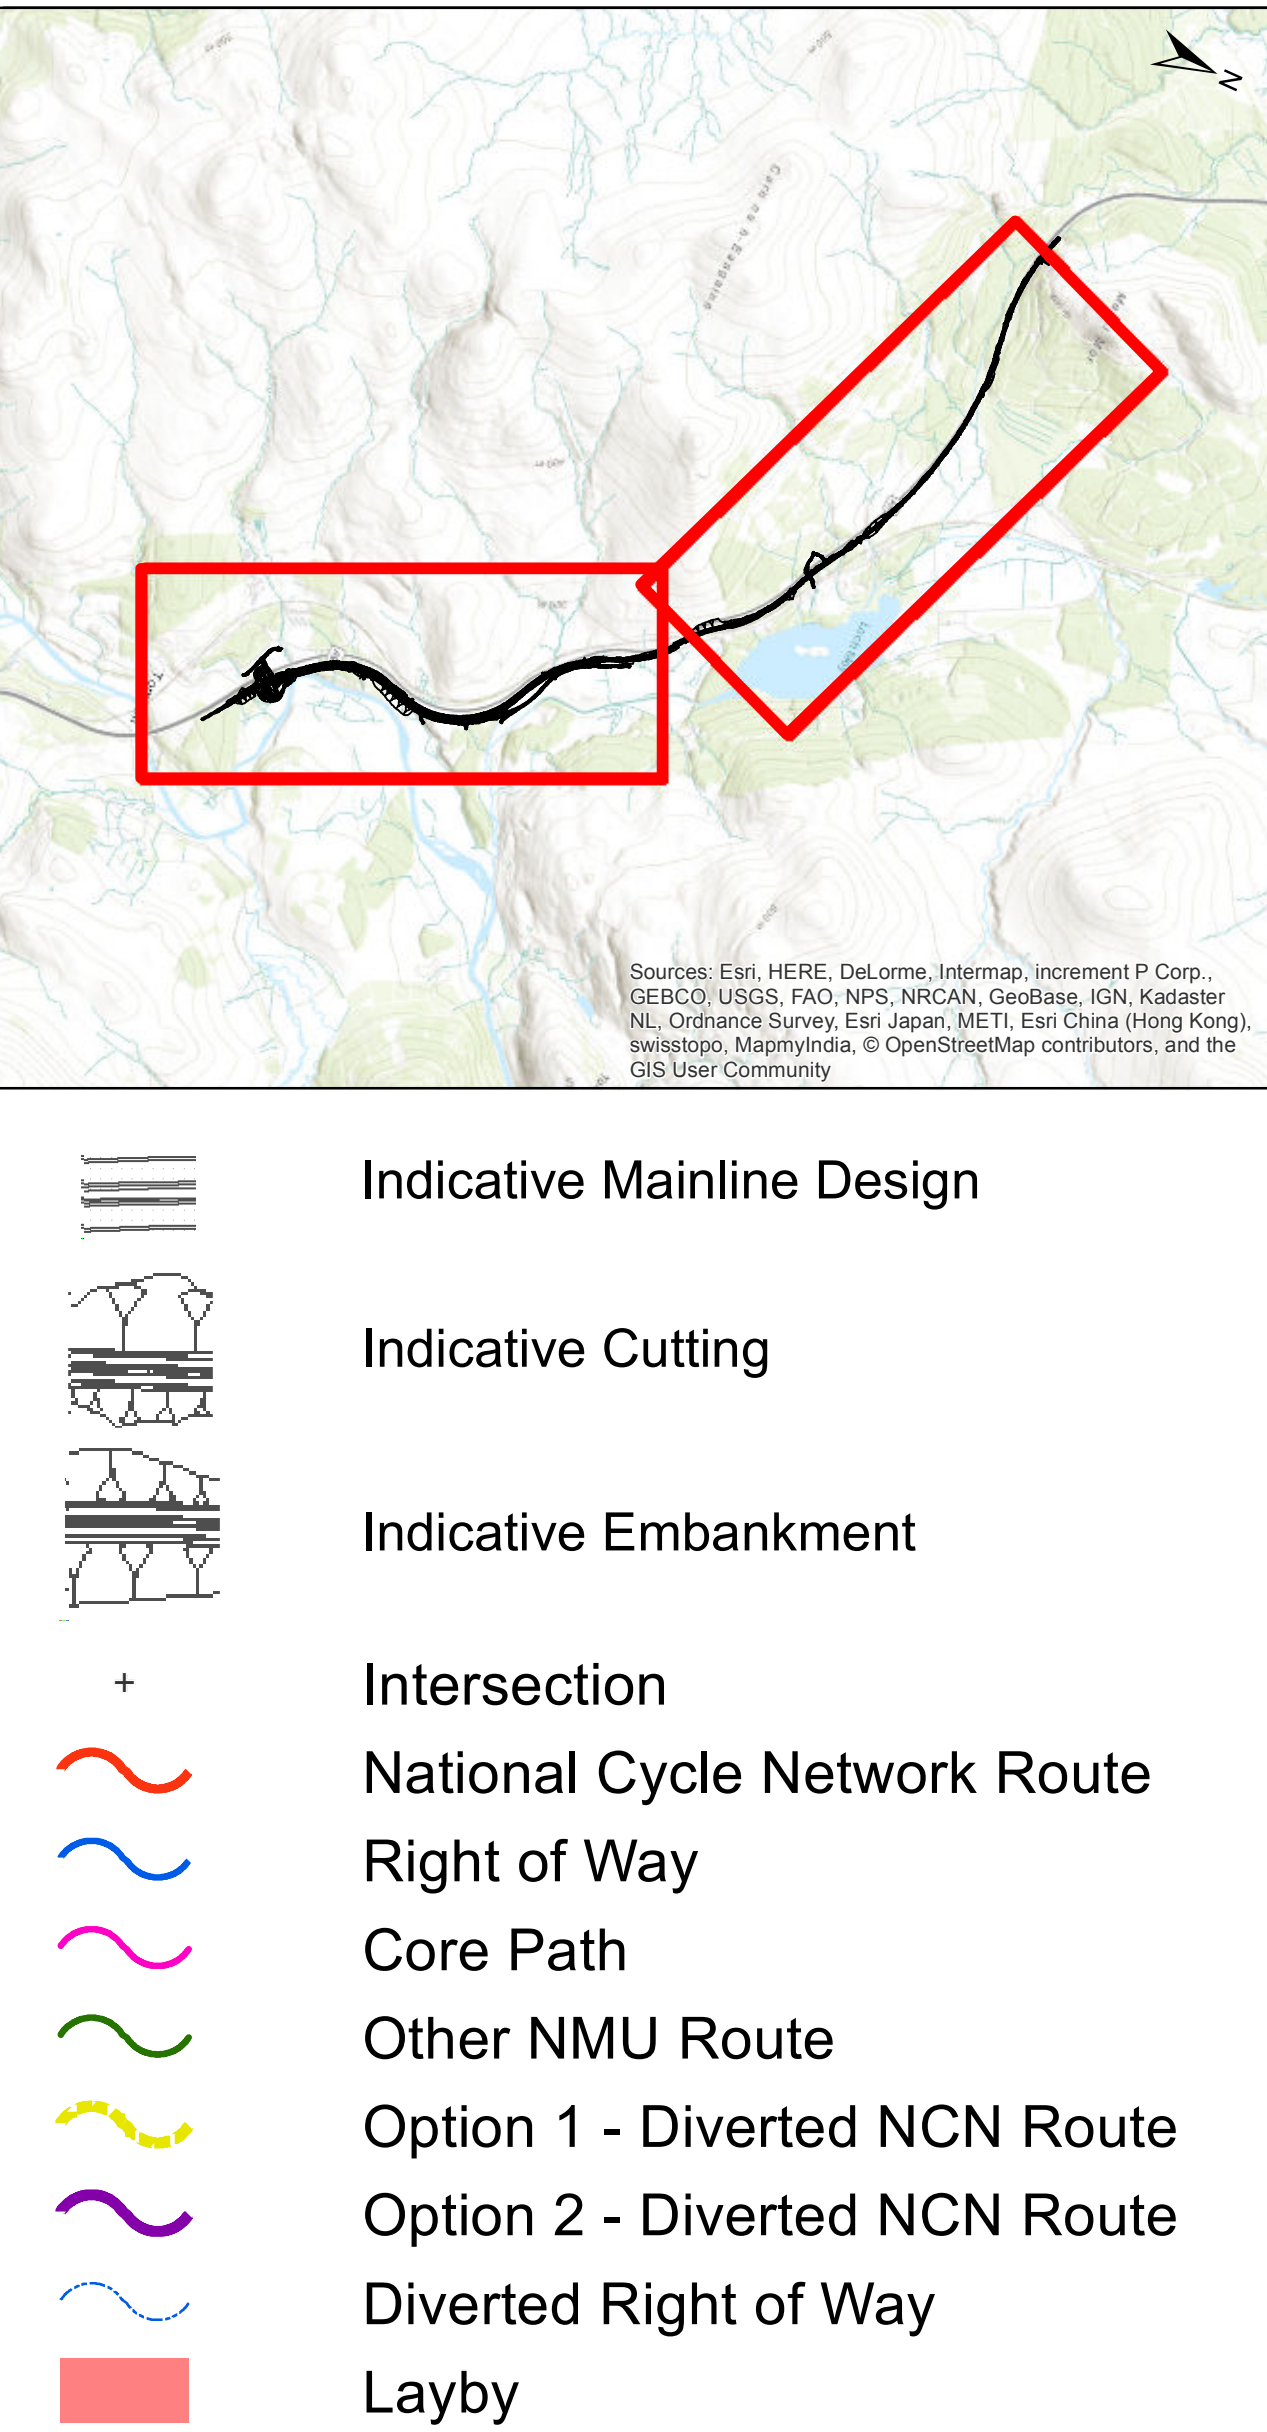 N
Sources: Esri, HERE, DeLorme, Intermap, increment P Corp.,
GEBCO, USGS, FAO, NPS, NRCAN, GeoBase, IGN, Kadaster
NL, Ordnance Survey, Esri Japan, METI, Esri China (Hong Kong),
swisstopo, MapmyIndia, © OpenStreetMap contributors, and the
GIS User Community
Indicative Mainline Design
Indicative Cutting
Indicative Embankment
Intersection
National Cycle Network Route
Right of Way
Core Path
Other NMU Route
Option 1 - Diverted NCN Route
Option 2 - Diverted NCN Route
Diverted Right of Way
Layby